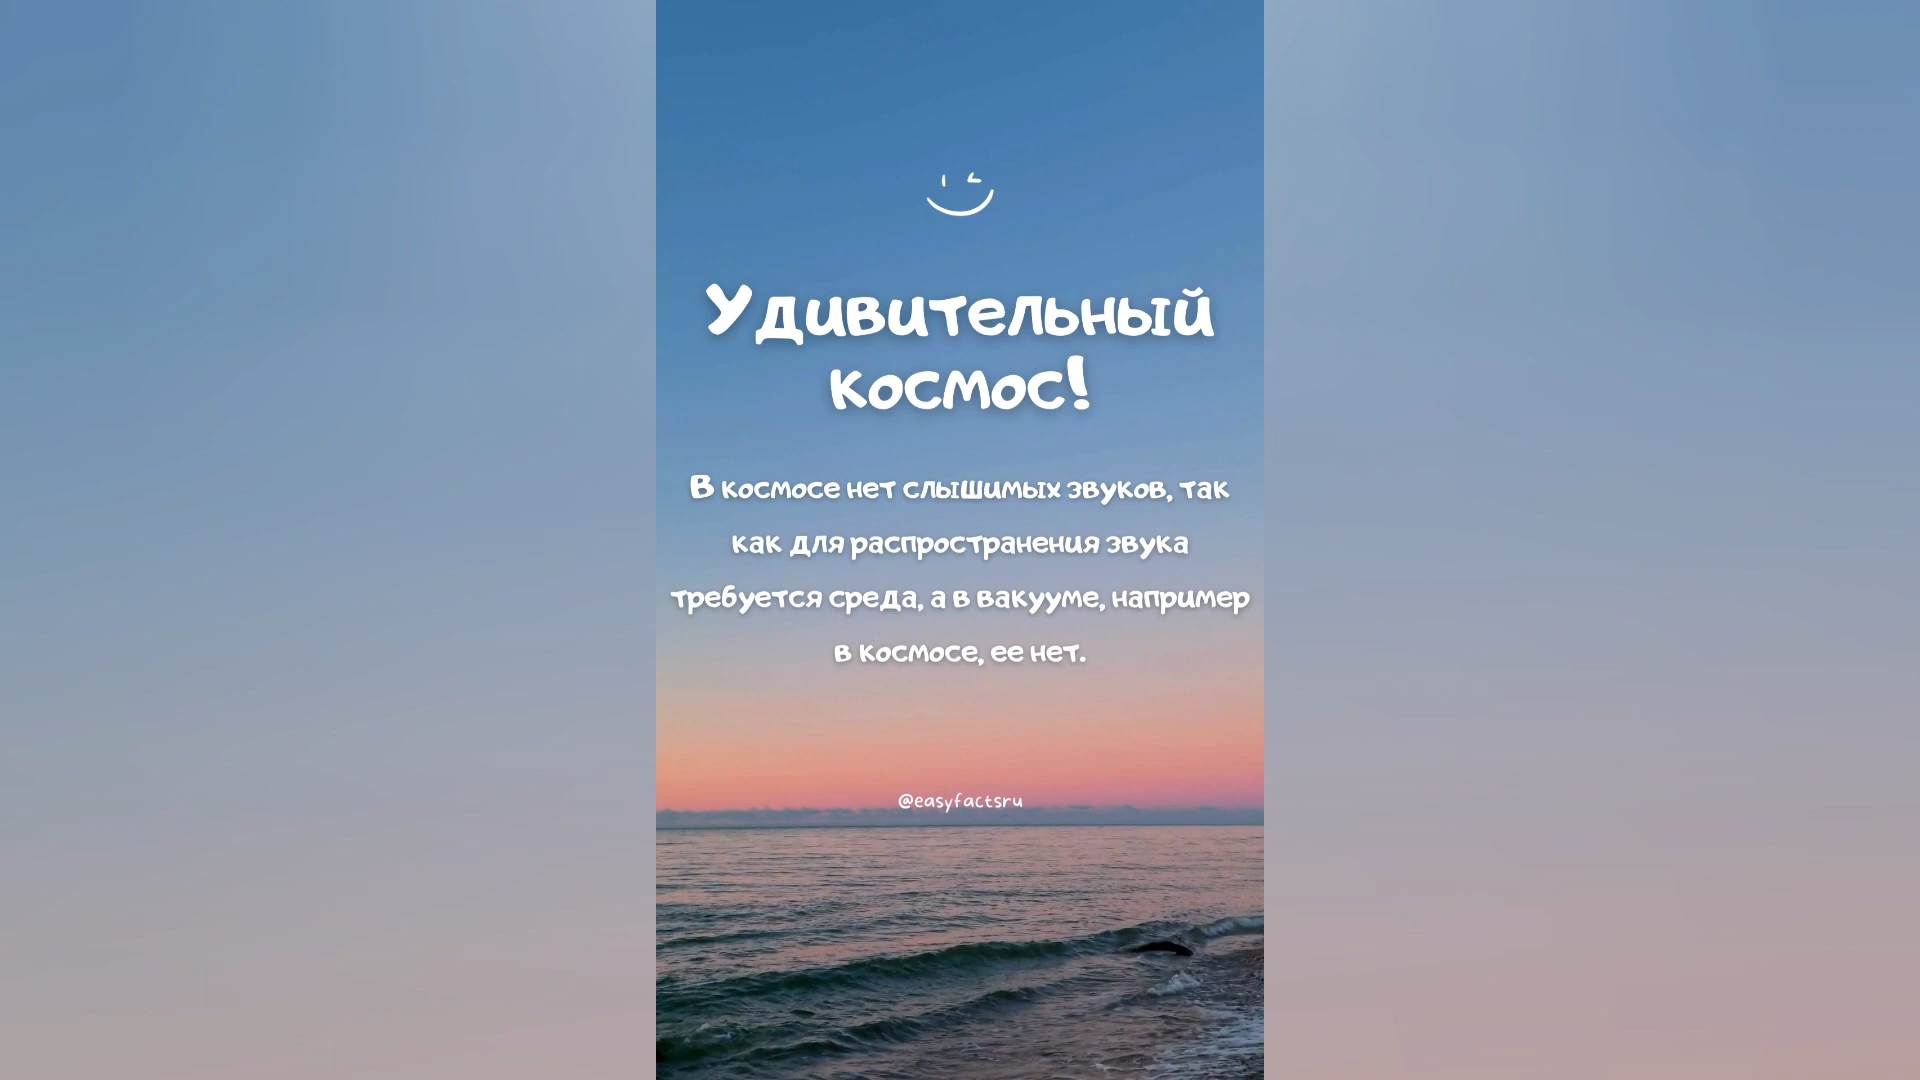 Удивительный
космос!
В космосе нет слышимых звуков, так
как для распространения звука
требуется среда, а в вакууме, например
в космосе, ее нет.
@easyfactsru